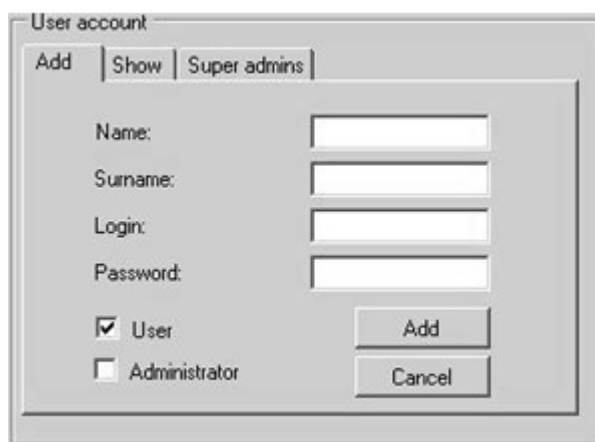 User account
Add Show Super admins
Name:
Surname:
Login:
Password:
User Add
Administrator Cancel